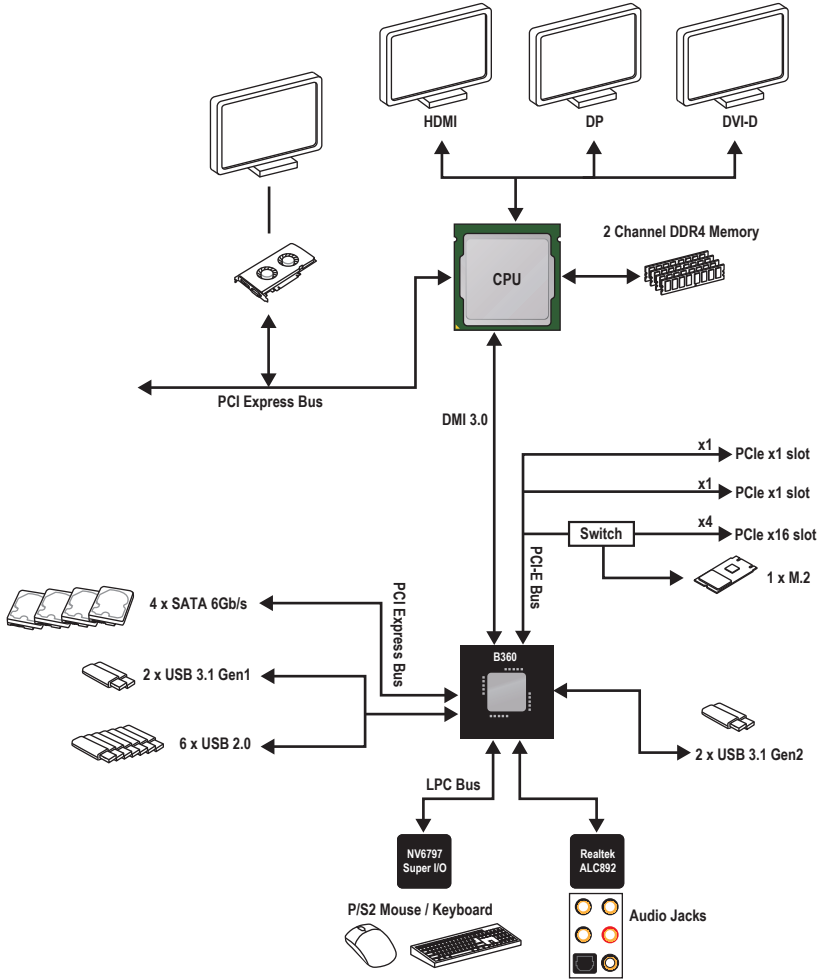 HDMI
DP
DVI-D
2 Channel DDR4 Memory
CPU
PCI Express Bus
DMI 3.0
x1
PCIe x1 slot
x1
PCIe x1 slot
x4
Switch
PCIe x16 slot
1 x M.2
PCI-E Bus
PCI Express Bus
4 x SATA 6Gb/s
B360
2 x USB 3.1 Gen1
6 x USB 2.0
2 x USB 3.1 Gen2
LPC Bus
NV6797
Super I/O
Realtek
ALC892
P/S2 Mouse / Keyboard
Audio Jacks